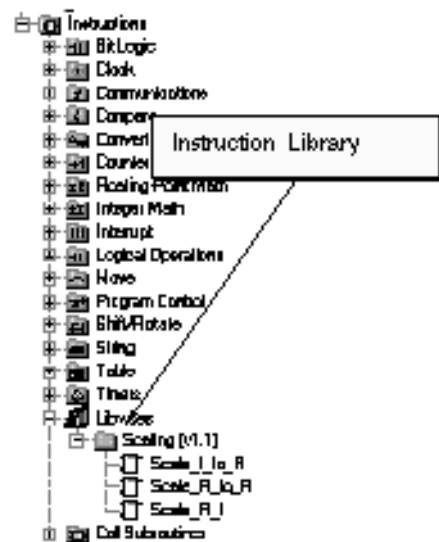 Instructions
Bit Logic
Clock
Communications
Compare
Convert
Counter
Floating-Point Math
Integer Math
Interrupt
Logical Operations
Move
Program Control
Shift/Rotate
String
Table
Timers
Libraries
Scaling (v1.1)
Scale_I_to_R
Scale_R_to_R
Scale_R_I
Call Subroutines
Instruction Library